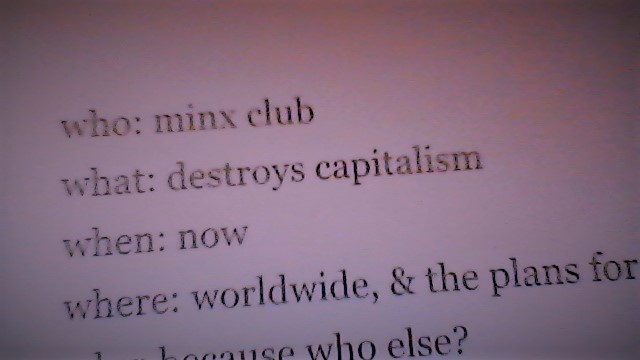 who: minx club
what: destroys capitalism
when: now
where: worldwide, & the plans for
because who else?